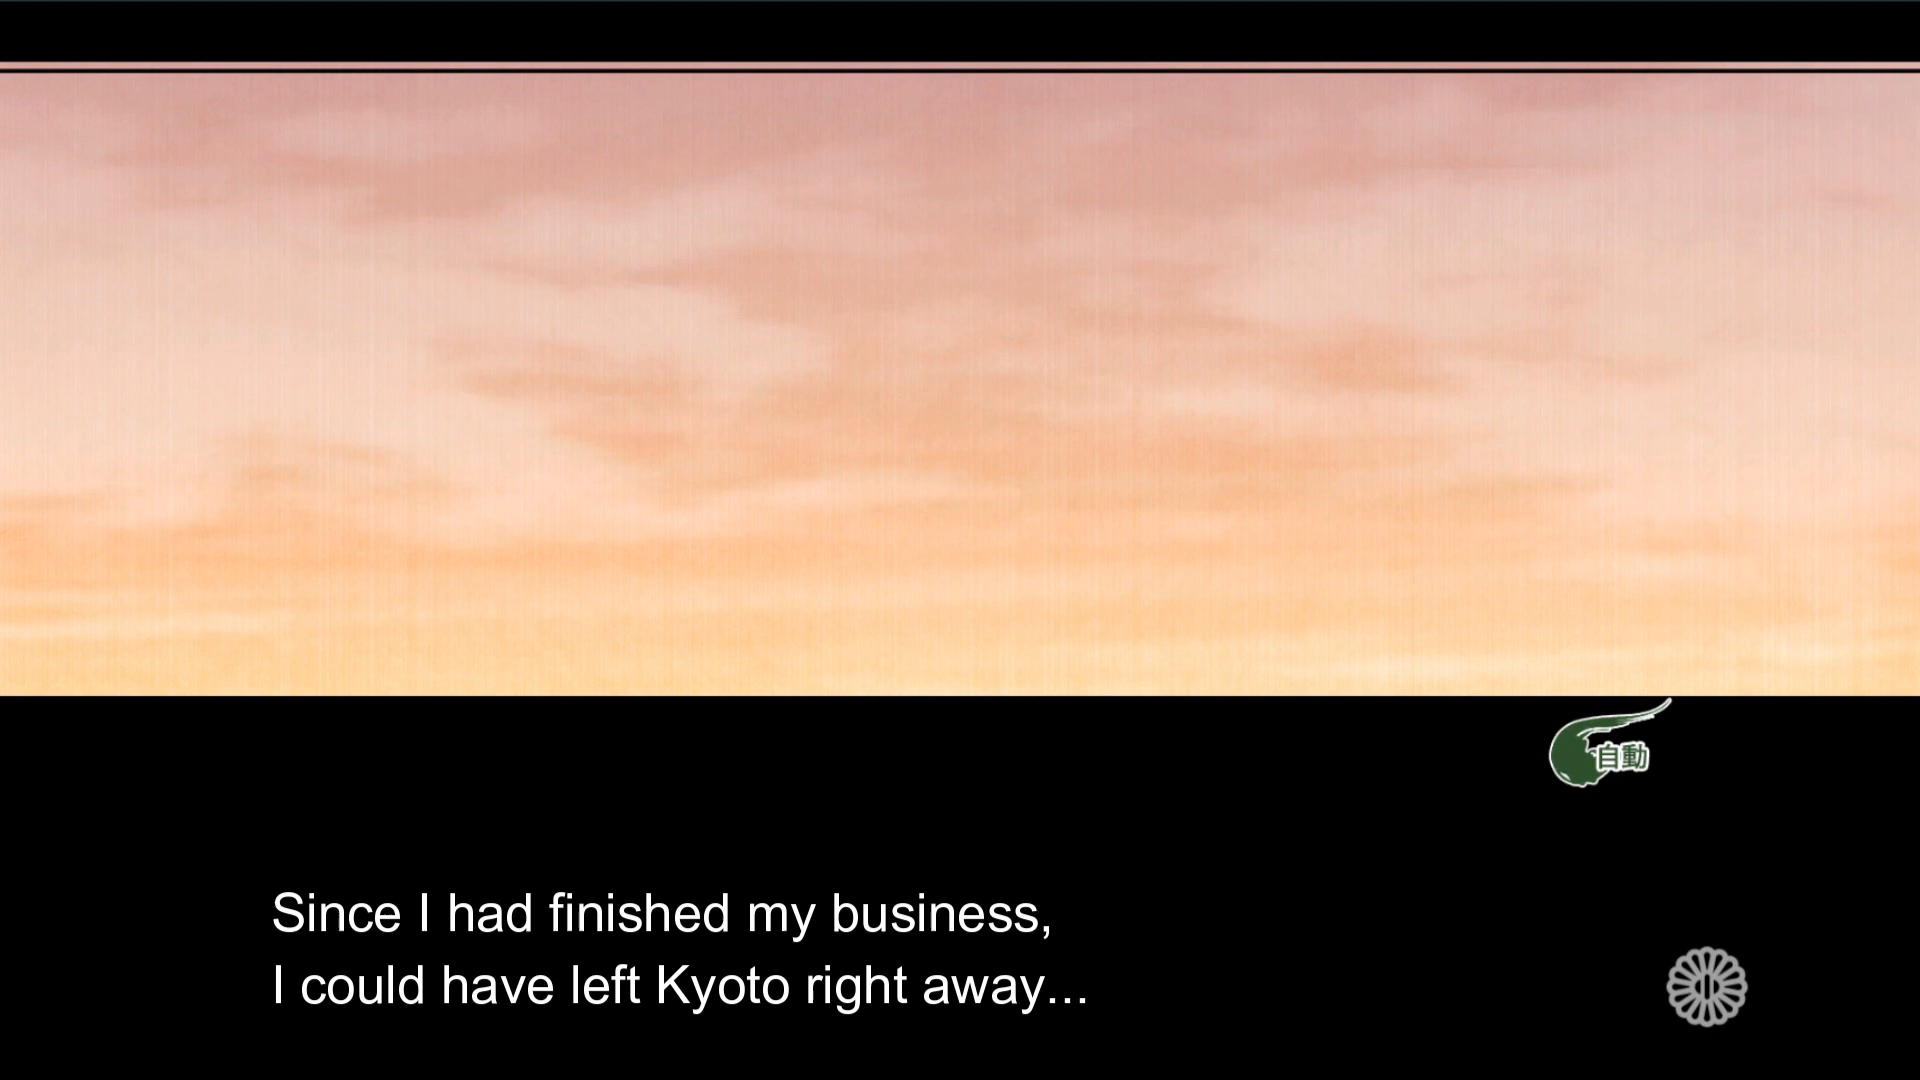 自動
Since I had finished my business,
I could have left Kyoto right away...